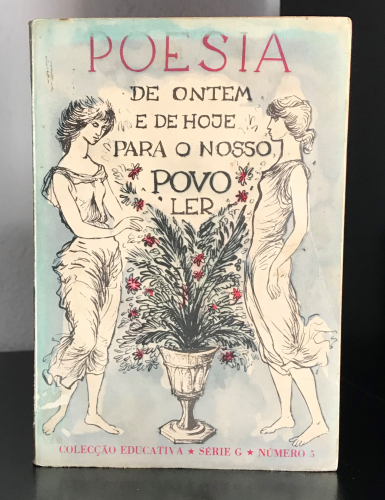 POESIA
DE ONTEM
E DE HOJE
PARA O NOSSO
POVO
LER
COLECÇÃO EDUCATIVA ★ SÉRIE G ★ NÚMERO 5